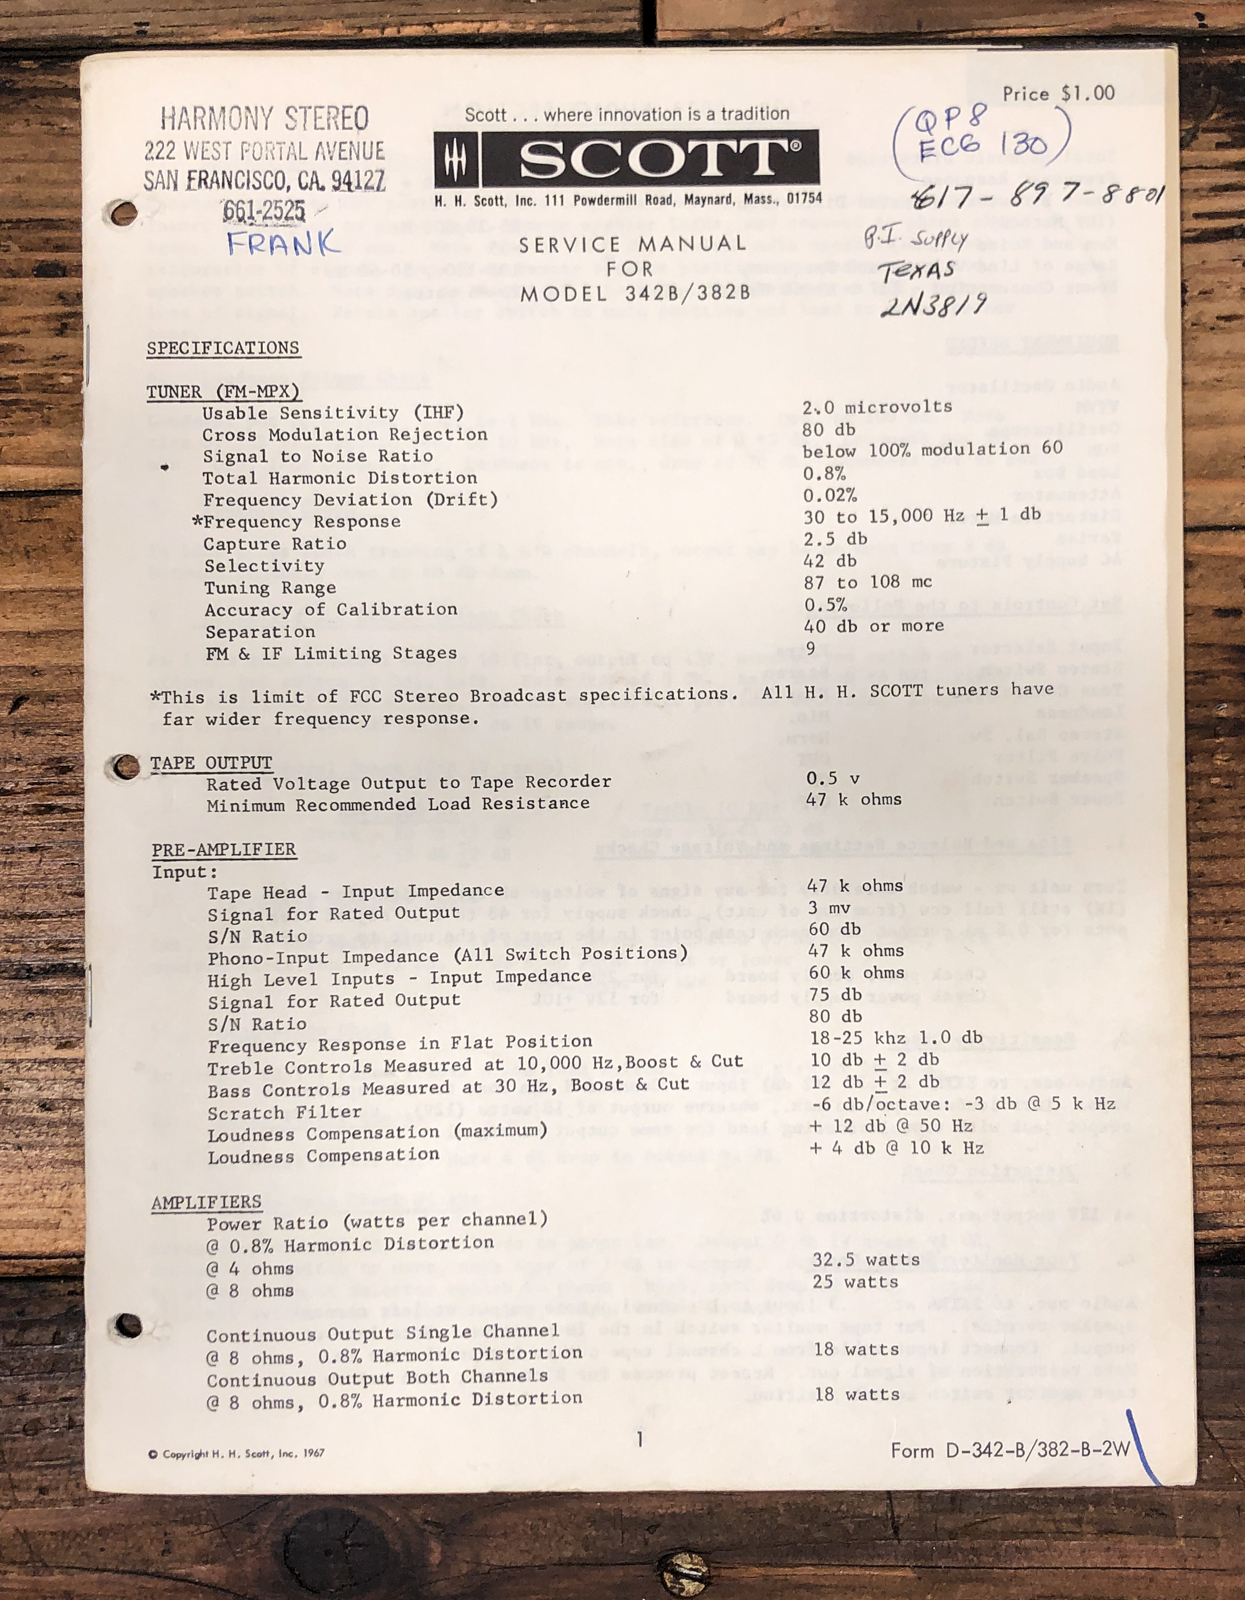 Price $1.00
HARMONY STEREO
222 WEST PORTAL AVENUE
SAN FRANCISCO, CA. 94127
661-2525
FRANK
Scott . . . where innovation is a tradition
SCOTT®
H. H. Scott, Inc. 111 Powdermill Road, Maynard, Mass., 01754
SERVICE MANUAL
FOR
MODEL 342B/382B
(QP8
ECG 130)
617-897-8801
B.I. Supply
TEXAS
2N3819
SPECIFICATIONS
TUNER (FM-MPX)
Usable Sensitivity (IHF) 2.0 microvolts
Cross Modulation Rejection 80 db
Signal to Noise Ratio below 100% modulation 60
Total Harmonic Distortion 0.8%
Frequency Deviation (Drift) 0.02%
*Frequency Response 30 to 15,000 Hz ± 1 db
Capture Ratio 2.5 db
Selectivity 42 db
Tuning Range 87 to 108 mc
Accuracy of Calibration 0.5%
Separation 40 db or more
FM & IF Limiting Stages 9
*This is limit of FCC Stereo Broadcast specifications. All H. H. SCOTT tuners have
far wider frequency response.
TAPE OUTPUT
Rated Voltage Output to Tape Recorder 0.5 v
Minimum Recommended Load Resistance 47 k ohms
PRE-AMPLIFIER
Input:
Tape Head - Input Impedance 47 k ohms
Signal for Rated Output 3 mv
S/N Ratio 60 db
Phono-Input Impedance (All Switch Positions) 47 k ohms
High Level Inputs - Input Impedance 60 k ohms
Signal for Rated Output 75 db
S/N Ratio 80 db
Frequency Response in Flat Position 18-25 khz 1.0 db
Treble Controls Measured at 10,000 Hz,Boost & Cut 10 db ± 2 db
Bass Controls Measured at 30 Hz, Boost & Cut 12 db ± 2 db
Scratch Filter -6 db/octave: -3 db @ 5 k Hz
Loudness Compensation (maximum) + 12 db @ 50 Hz
Loudness Compensation + 4 db @ 10 k Hz
AMPLIFIERS
Power Ratio (watts per channel)
@ 0.8% Harmonic Distortion
@ 4 ohms 32.5 watts
@ 8 ohms 25 watts
Continuous Output Single Channel
@ 8 ohms, 0.8% Harmonic Distortion 18 watts
Continuous Output Both Channels
@ 8 ohms, 0.8% Harmonic Distortion 18 watts
© Copyright H. H. Scott, Inc. 1967
1
Form D-342-B/382-B-2W